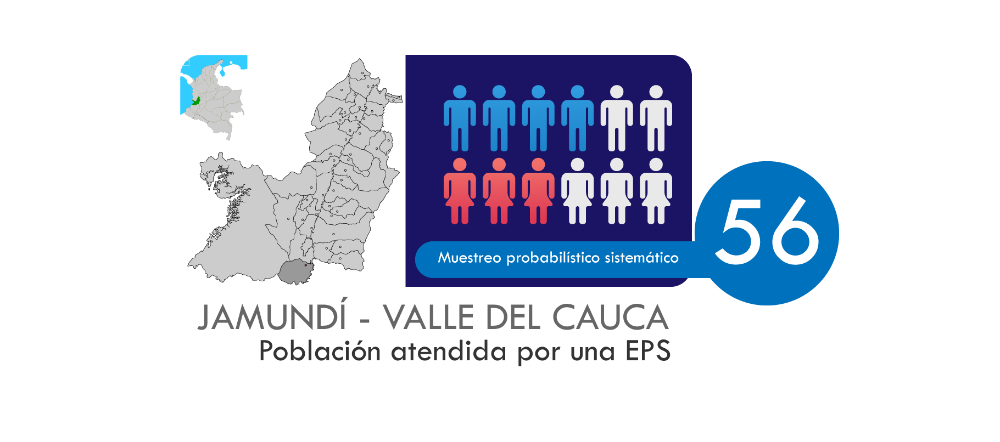 Muestreo probabilístico sistemático
56
JAMUNDÍ - VALLE DEL CAUCA
Población atendida por una EPS